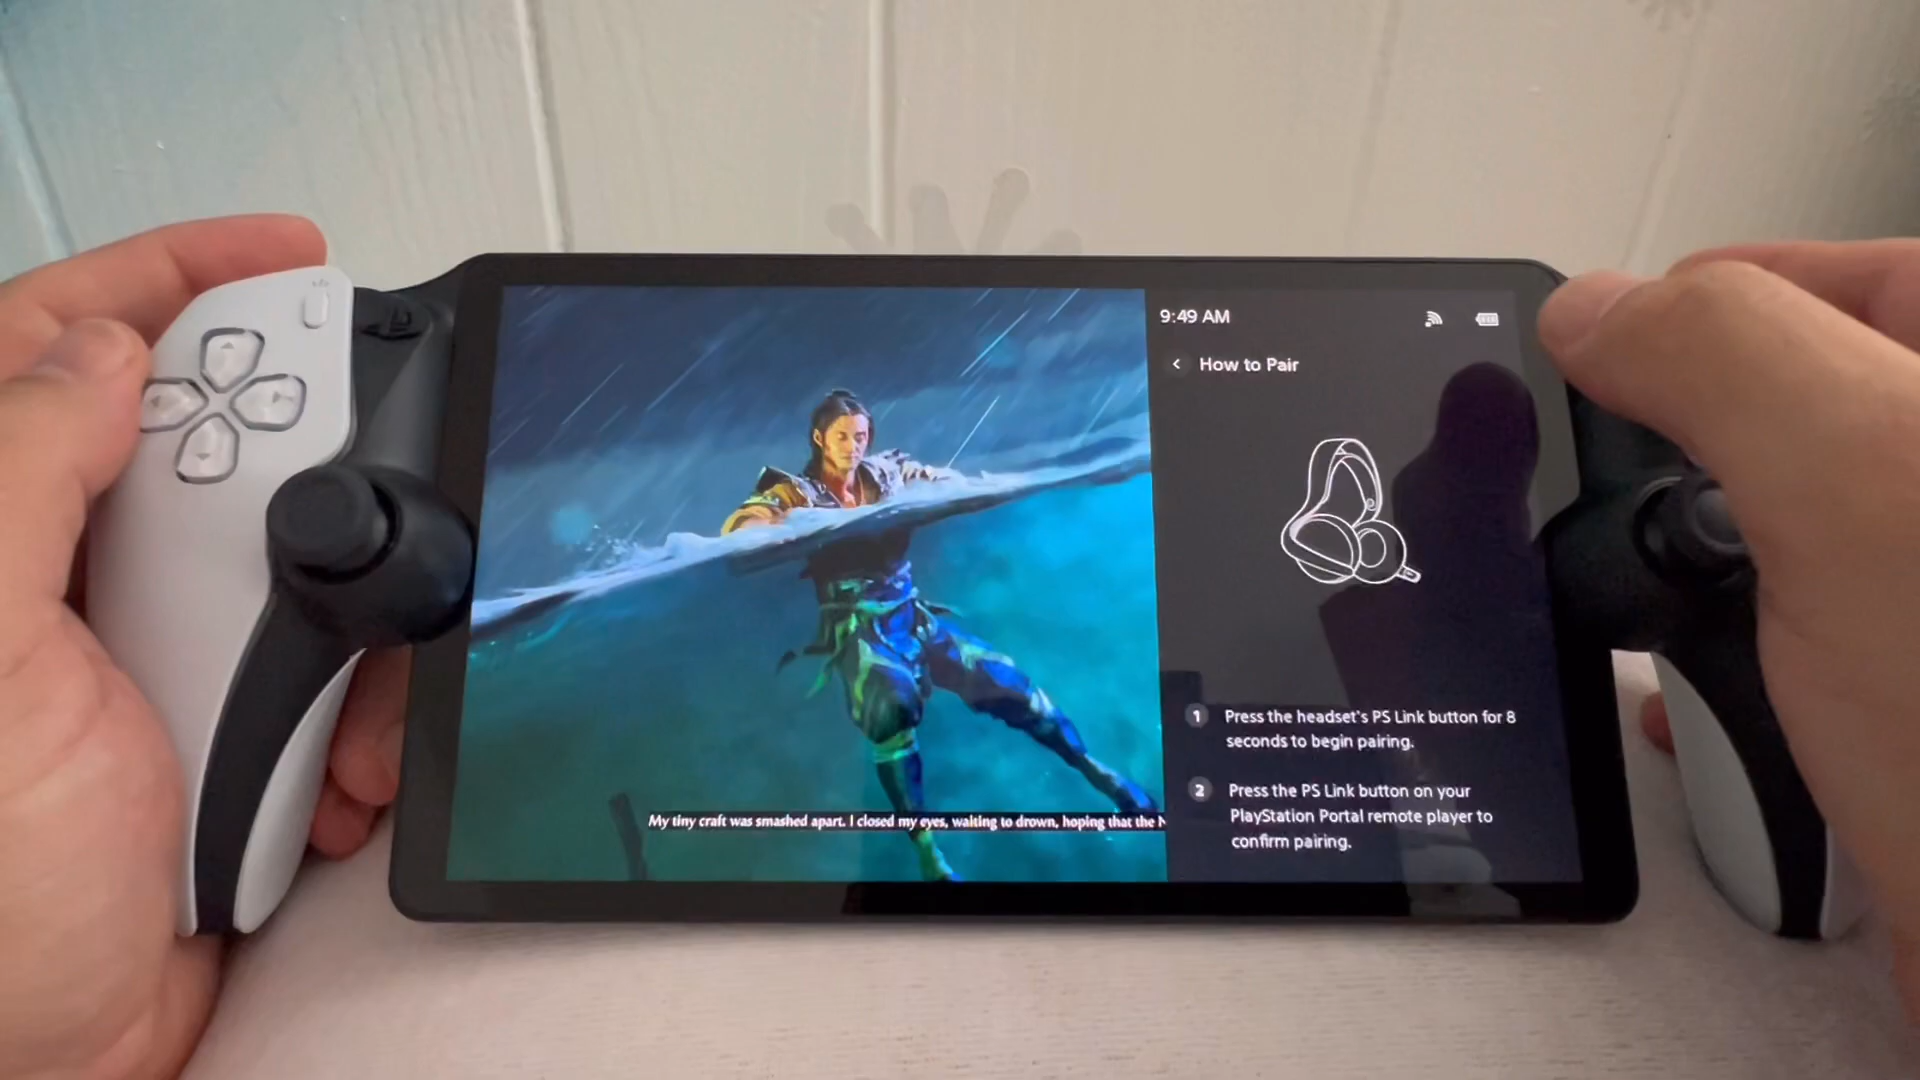 9:49 AM
How to Pair
1 Press the headset's PS Link button for 8
seconds to begin pairing.
2 Press the PS Link button on your
PlayStation Portal remote player to
confirm pairing.
My tiny craft was smashed apart. I closed my eyes, waiting to drown, hoping that the